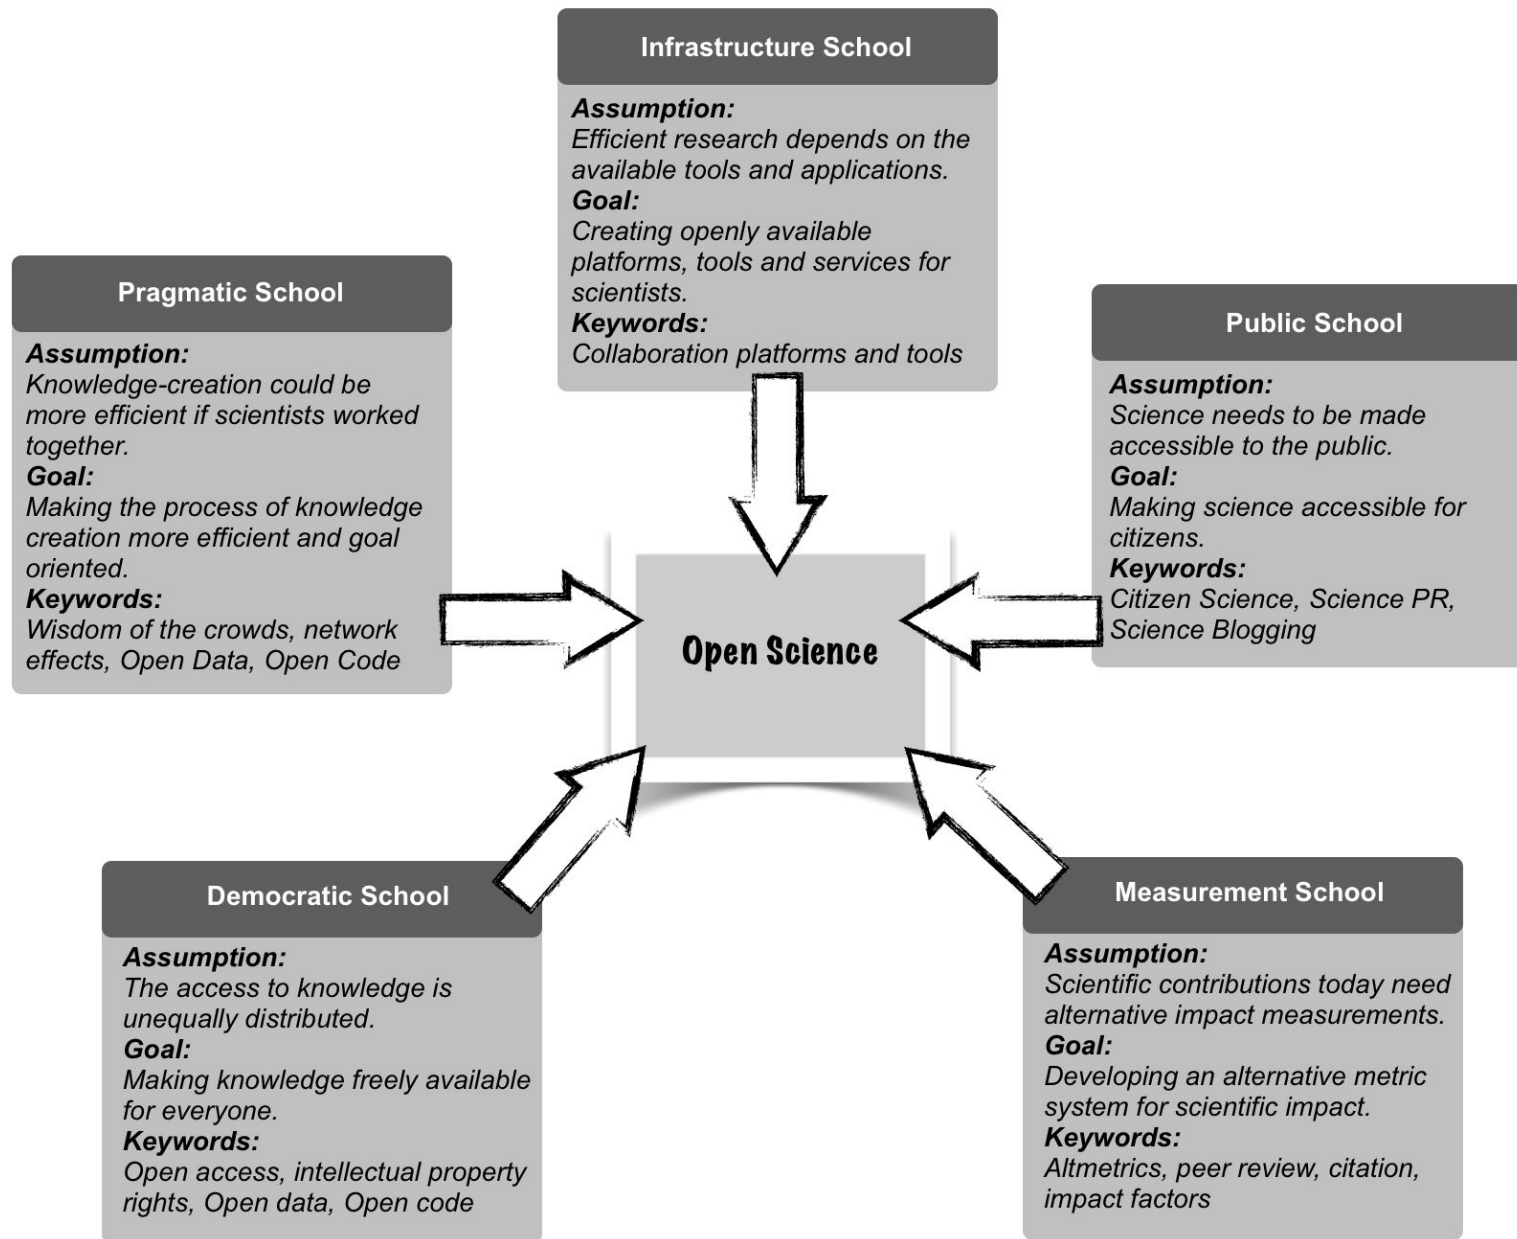 Infrastructure School
Assumption:
Efficient research depends on the
available tools and applications.
Goal:
Creating openly available
platforms, tools and services for
scientists.
Keywords:
Collaboration platforms and tools
Pragmatic School
Assumption:
Knowledge-creation could be
more efficient if scientists worked
together.
Goal:
Making the process of knowledge
creation more efficient and goal
oriented.
Keywords:
Wisdom of the crowds, network
effects, Open Data, Open Code
Public School
Assumption:
Science needs to be made
accessible to the public.
Goal:
Making science accessible for
citizens.
Keywords:
Citizen Science, Science PR,
Science Blogging
Open Science
Democratic School
Assumption:
The access to knowledge is
unequally distributed.
Goal:
Making knowledge freely available
for everyone.
Keywords:
Open access, intellectual property
rights, Open data, Open code
Measurement School
Assumption:
Scientific contributions today need
alternative impact measurements.
Goal:
Developing an alternative metric
system for scientific impact.
Keywords:
Altmetrics, peer review, citation,
impact factors